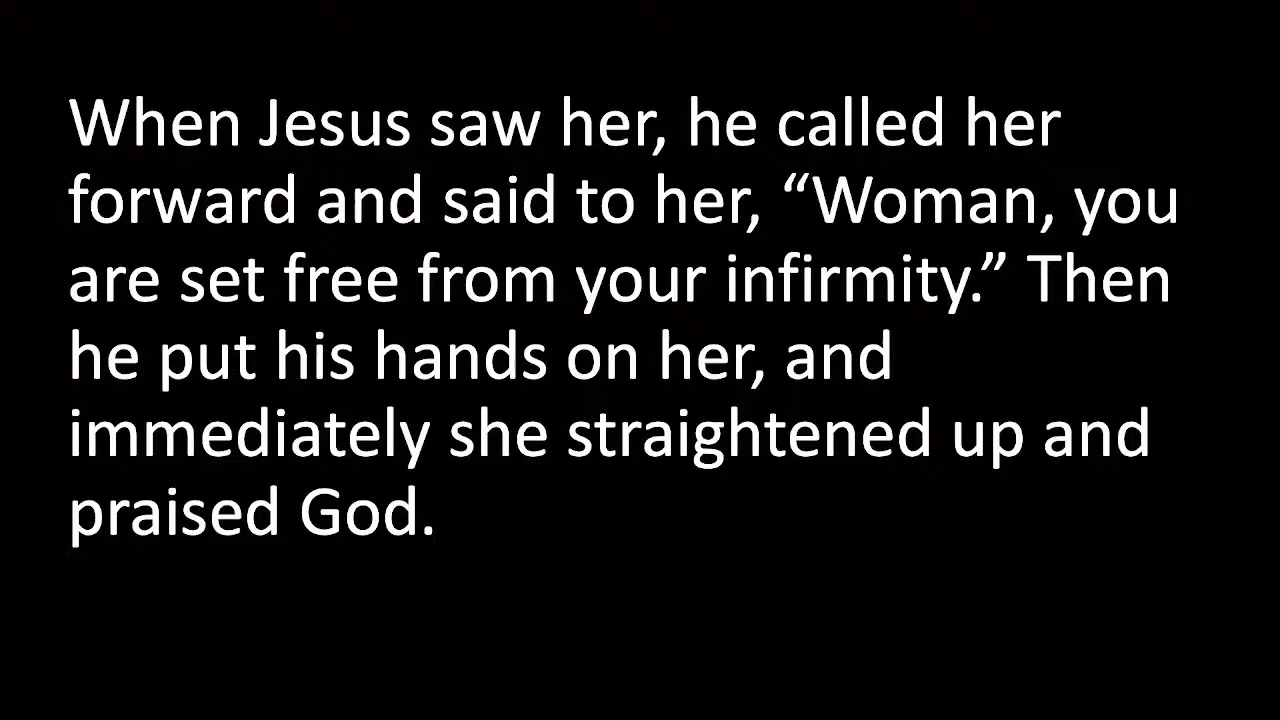 When Jesus saw her, he called her
forward and said to her, “Woman, you
are set free from your infirmity.” Then
he put his hands on her, and
immediately she straightened up and
praised God.